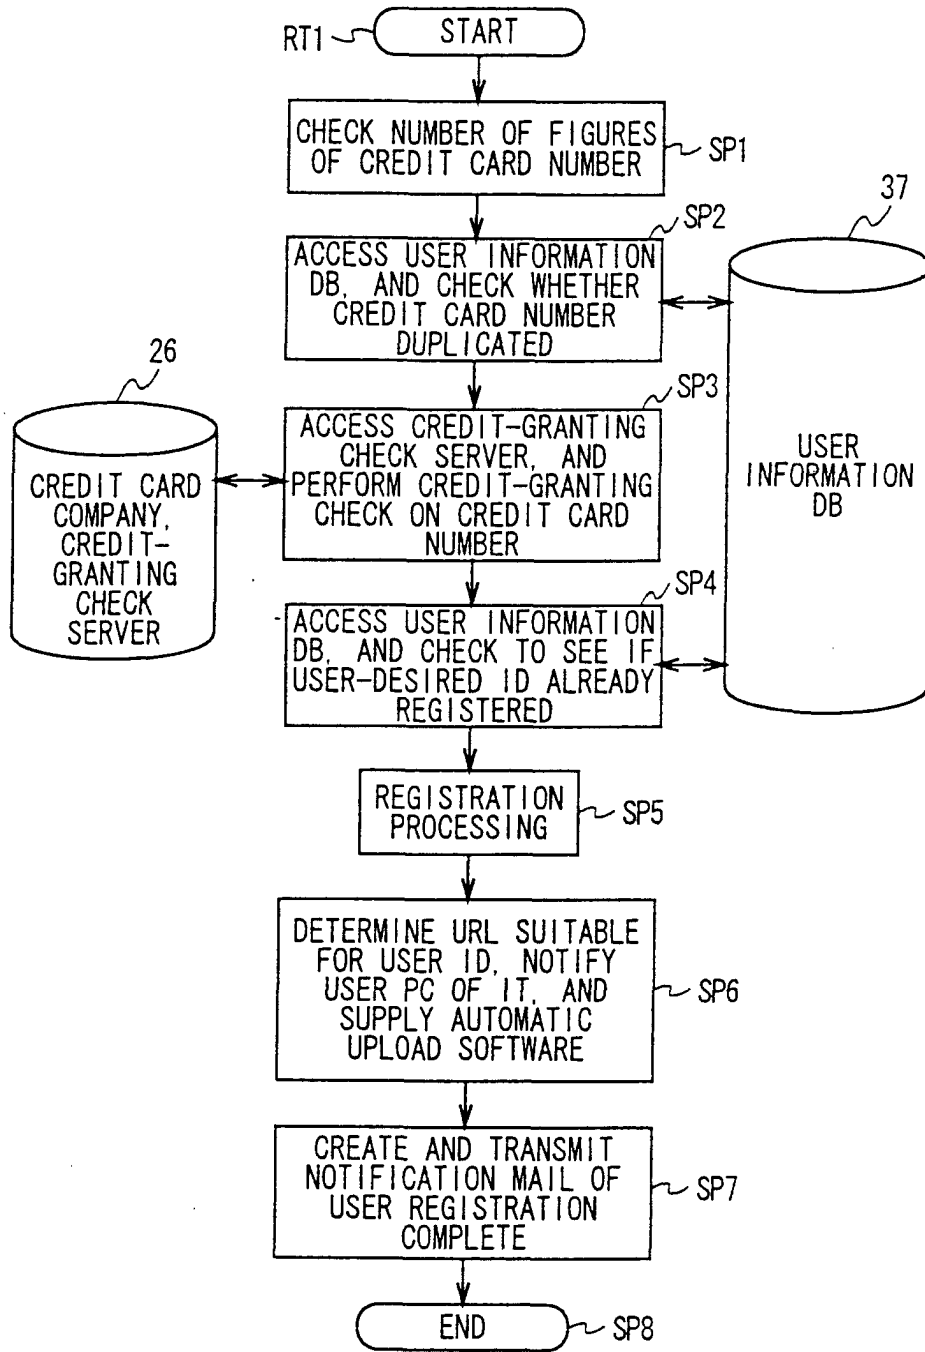 RT1
START
CHECK NUMBER OF FIGURES
OF CREDIT CARD NUMBER
SP1
SP2
37
ACCESS USER INFORMATION
DB, AND CHECK WHETHER
CREDIT CARD NUMBER
DUPLICATED
26
SP3
ACCESS CREDIT-GRANTING
CHECK SERVER, AND
PERFORM CREDIT-GRANTING
CHECK ON CREDIT CARD
NUMBER
CREDIT CARD
COMPANY,
CREDIT-
GRANTING
CHECK
SERVER
USER
INFORMATION
DB
SP4
ACCESS USER INFORMATION
DB, AND CHECK TO SEE IF
USER-DESIRED ID ALREADY
REGISTERED
REGISTRATION
PROCESSING
SP5
DETERMINE URL SUITABLE
FOR USER ID, NOTIFY
USER PC OF IT, AND
SUPPLY AUTOMATIC
UPLOAD SOFTWARE
SP6
CREATE AND TRANSMIT
NOTIFICATION MAIL OF
USER REGISTRATION
COMPLETE
SP7
END
SP8